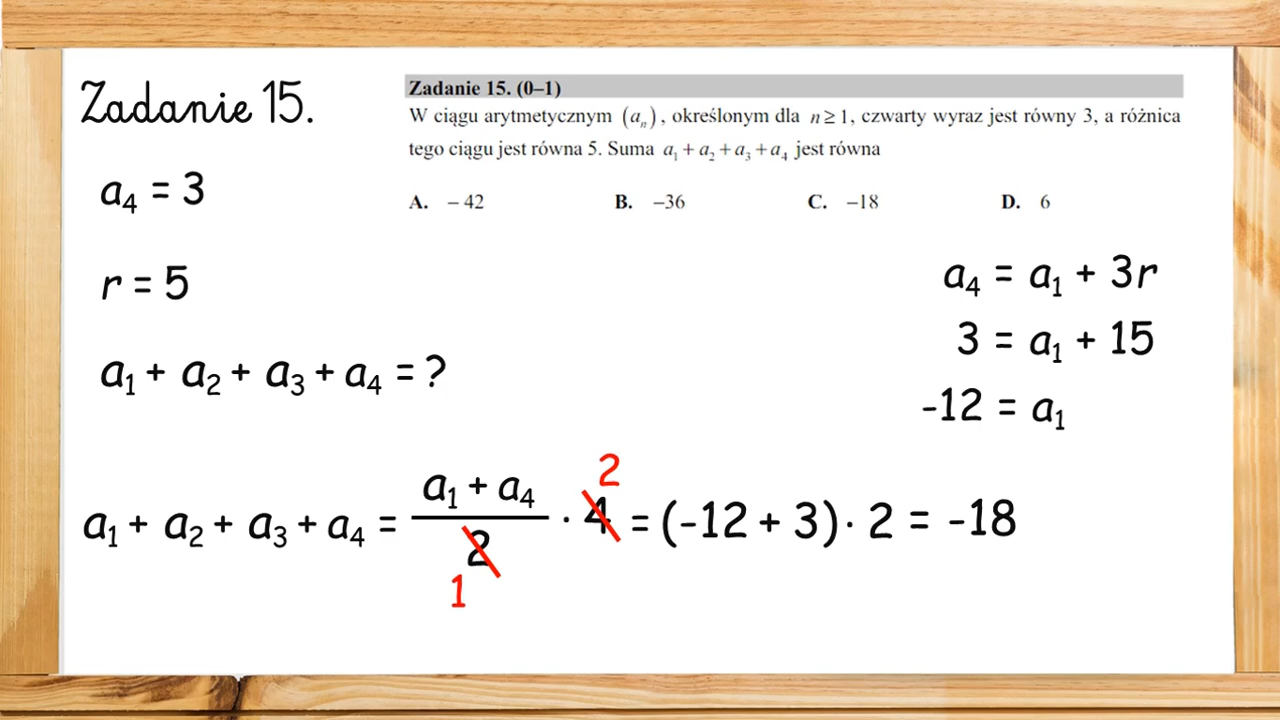 Zadanie 15.
Zadanie 15. (0–1)
W ciągu arytmetycznym (aₙ), określonym dla n ≥ 1, czwarty wyraz jest równy 3, a różnica
tego ciągu jest równa 5. Suma a₁ + a₂ + a₃ + a₄ jest równa
A. – 42 B. –36 C. –18 D. 6
a₄ = 3
r = 5
a₁ + a₂ + a₃ + a₄ = ?
a₄ = a₁ + 3r
3 = a₁ + 15
-12 = a₁
2
a₁ + a₄
a₁ + a₂ + a₃ + a₄ = · 4 = (-12 + 3) · 2 = -18
2
1